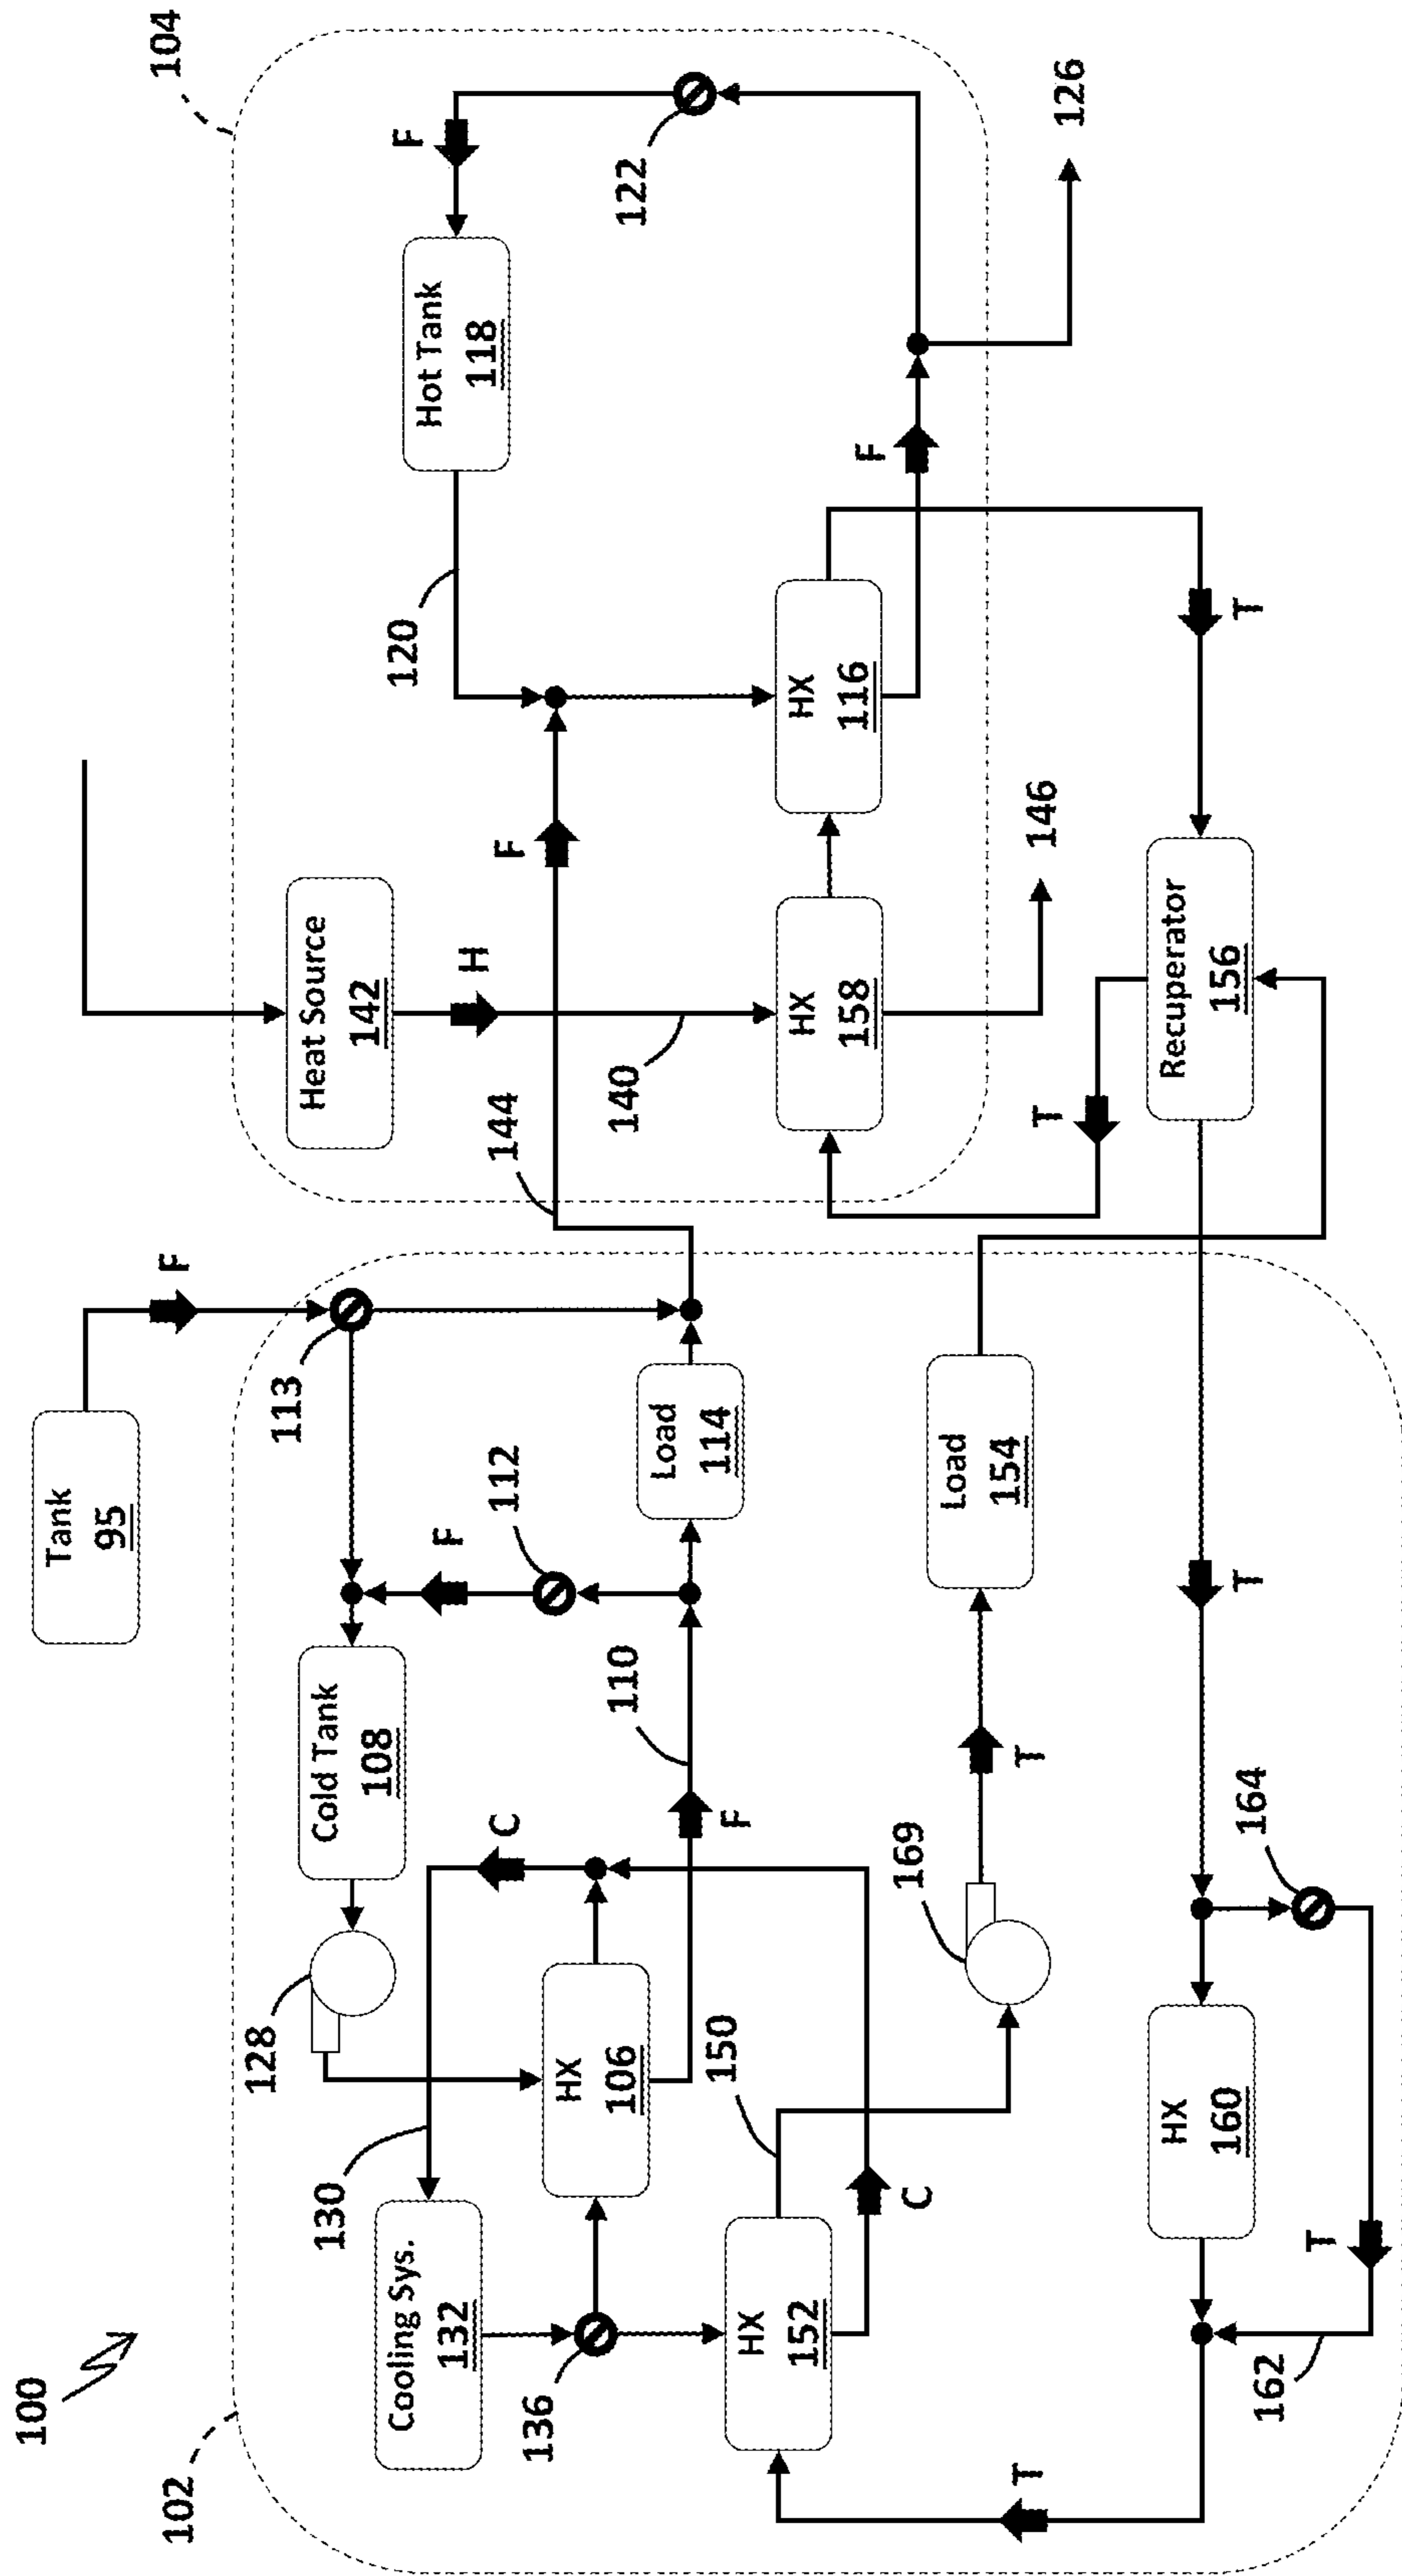 100
102
104
Tank
95
F
113
Cold Tank
108
128
130
Cooling Sys.
132
136
C
HX
106
F
110
F
112
Load
114
144
HX
152
150
C
169
T
Load
154
T
T
HX
160
162
164
T
T
Recuperator
156
T
T
Heat Source
142
H
140
HX
158
146
F
HX
116
120
Hot Tank
118
F
122
F
126